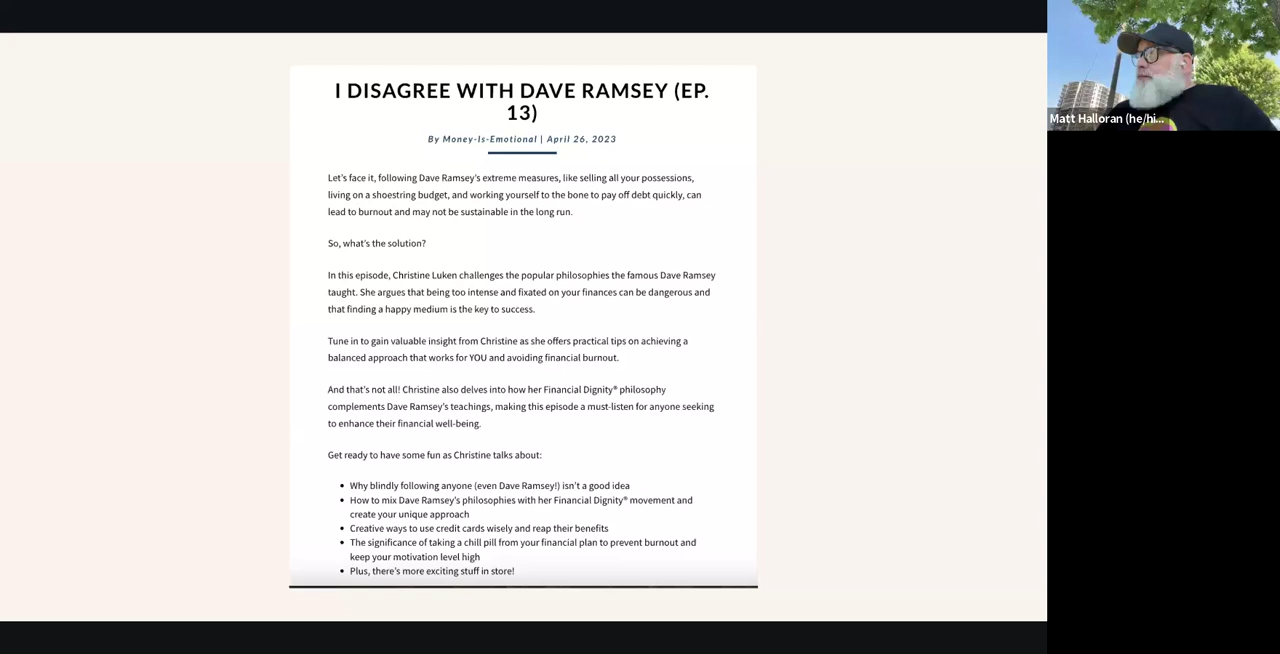 I DISAGREE WITH DAVE RAMSEY (EP.
13)
By Money-Is-Emotional | April 26, 2023
Let's face it, following Dave Ramsey's extreme measures, like selling all your possessions,
living on a shoestring budget, and working yourself to the bone to pay off debt quickly, can
lead to burnout and may not be sustainable in the long run.
So, what's the solution?
In this episode, Christine Luken challenges the popular philosophies the famous Dave Ramsey
taught. She argues that being too intense and fixated on your finances can be dangerous and
that finding a happy medium is the key to success.
Tune in to gain valuable insight from Christine as she offers practical tips on achieving a
balanced approach that works for YOU and avoiding financial burnout.
And that's not all! Christine also delves into how her Financial Dignity® philosophy
complements Dave Ramsey's teachings, making this episode a must-listen for anyone seeking
to enhance their financial well-being.
Get ready to have some fun as Christine talks about:
• Why blindly following anyone (even Dave Ramsey!) isn't a good idea
• How to mix Dave Ramsey's philosophies with her Financial Dignity® movement and
create your unique approach
• Creative ways to use credit cards wisely and reap their benefits
• The significance of taking a chill pill from your financial plan to prevent burnout and
keep your motivation level high
• Plus, there's more exciting stuff in store!
Matt Halloran (he/hi...